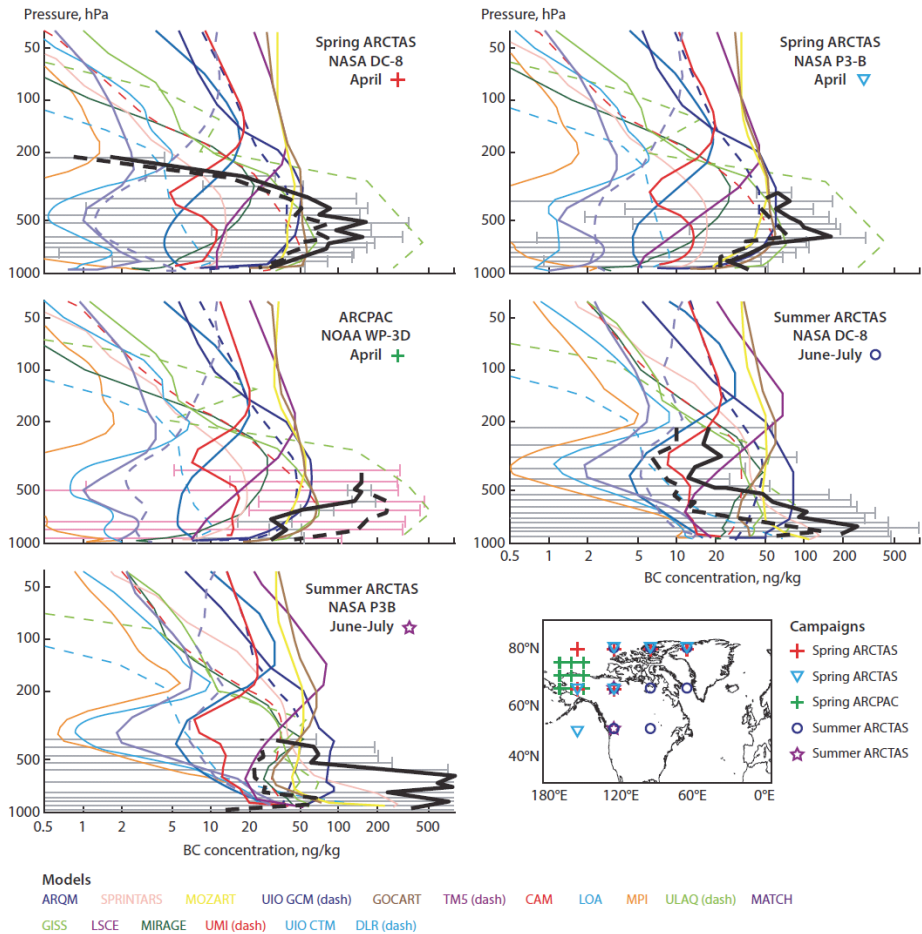 Pressure, hPa
Pressure, hPa
50
100
200
500
1000
Spring ARCTAS
NASA DC-8
April
50
100
200
500
1000
Spring ARCTAS
NASA P3-B
April
50
100
200
500
1000
ARCPAC
NOAA WP-3D
April
50
100
200
500
1000
Summer ARCTAS
NASA DC-8
June-July
0.5 1 2 5 10 20 50 100 200 500
BC concentration, ng/kg
50
100
200
500
1000
Summer ARCTAS
NASA P3B
June-July
0.5 1 2 5 10 20 50 100 200 500
BC concentration, ng/kg
80°N
60°N
40°N
180°E 120°E 60°E 0°E
Campaigns
Spring ARCTAS
Spring ARCTAS
Spring ARCPAC
Summer ARCTAS
Summer ARCTAS
Models
ARQM SPRINTARS MOZART UIO GCM (dash) GOCART TM5 (dash) CAM LOA MPI ULAQ (dash) MATCH
GISS LSCE MIRAGE UMI (dash) UIO CTM DLR (dash)